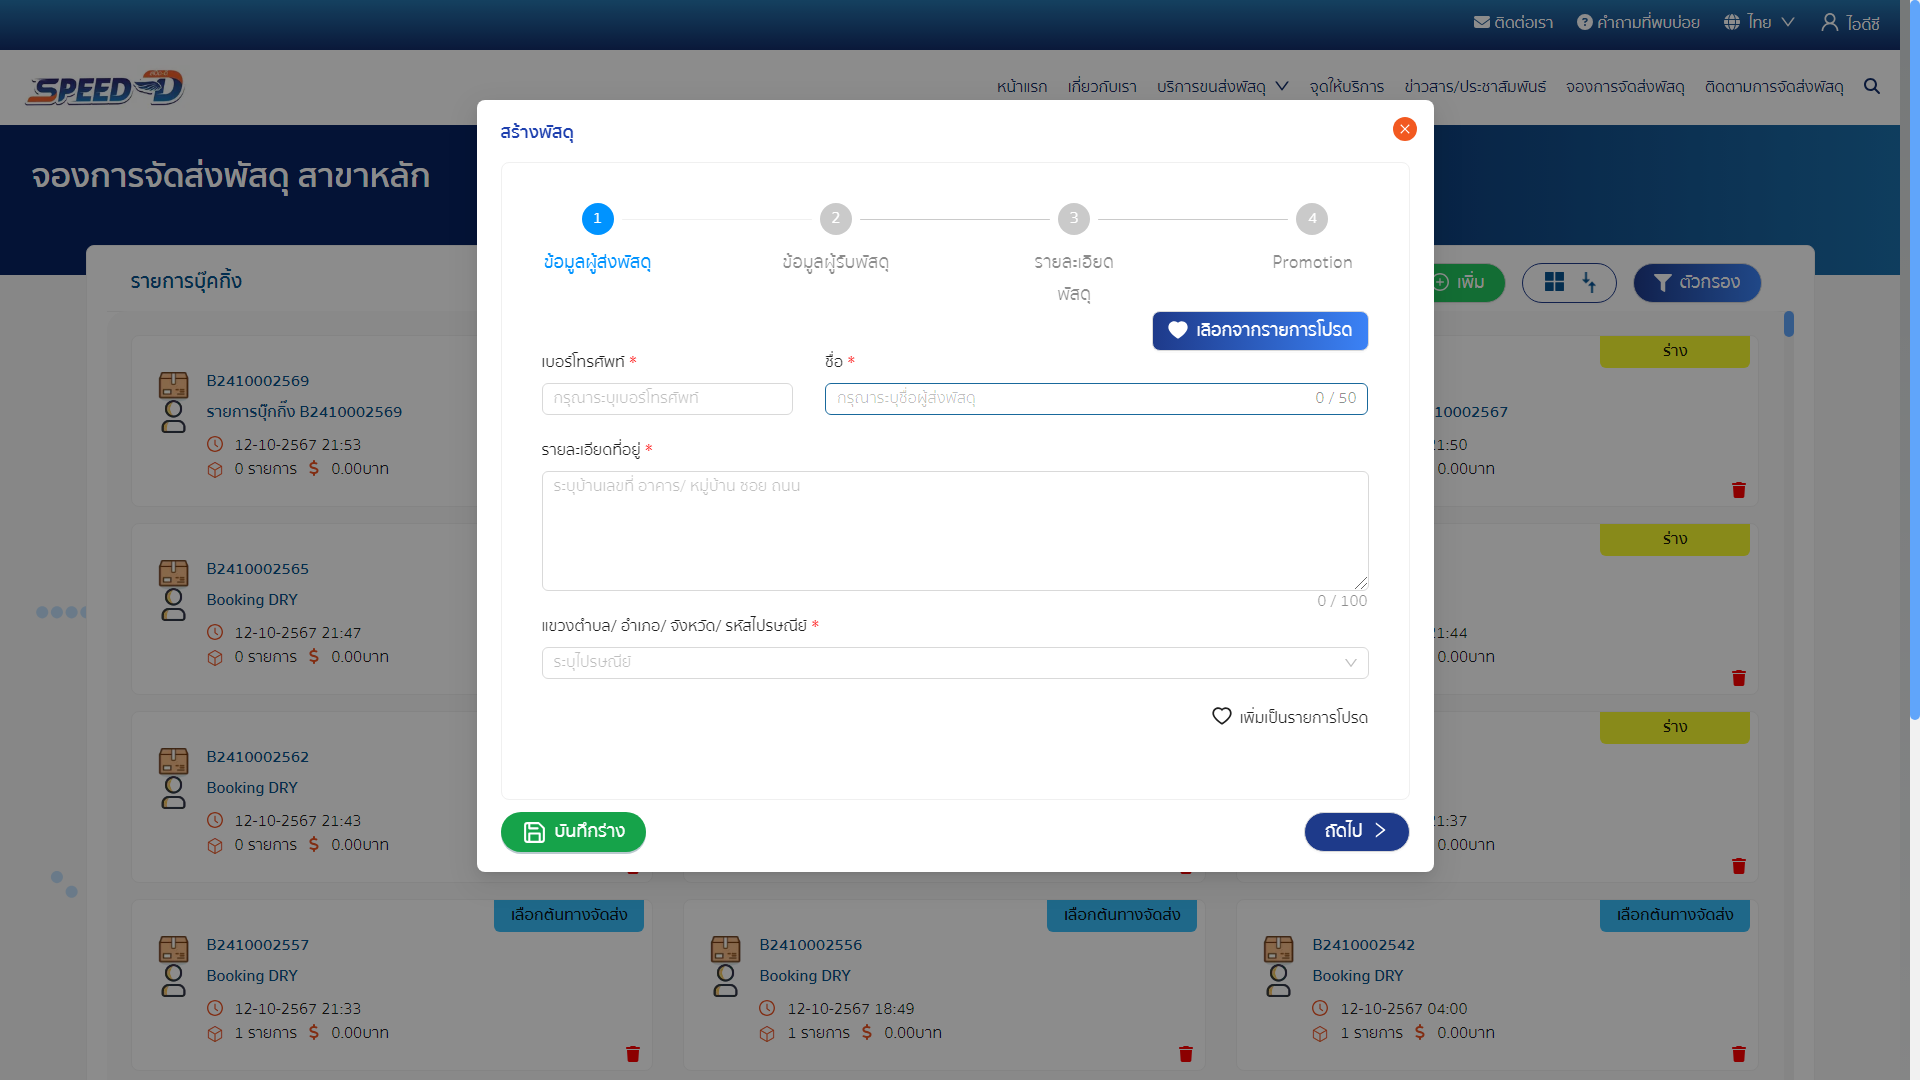 ติดต่อเรา คำถามที่พบบ่อย ไทย ไอดีซี
SPEED-D
หน้าแรก เกี่ยวกับเรา บริการขนส่งพัสดุ จุดให้บริการ ข่าวสาร/ประชาสัมพันธ์ จองการจัดส่งพัสดุ ติดตามการจัดส่งพัสดุ
จองการจัดส่งพัสดุ สาขาหลัก
รายการบุ๊คกิ้ง
เพิ่ม
ตัวกรอง
สร้างพัสดุ
1 2 3 4
ข้อมูลผู้ส่งพัสดุ ข้อมูลผู้รับพัสดุ รายละเอียด Promotion
พัสดุ
เลือกจากรายการโปรด
เบอร์โทรศัพท์ * ชื่อ *
กรุณาระบุเบอร์โทรศัพท์ กรุณาระบุชื่อผู้ส่งพัสดุ 0 / 50
รายละเอียดที่อยู่ *
ระบุบ้านเลขที่ อาคาร/ หมู่บ้าน ซอย ถนน
0 / 100
แขวงตำบล/ อำเภอ/ จังหวัด/ รหัสไปรษณีย์ *
ระบุไปรษณีย์
เพิ่มเป็นรายการโปรด
บันทึกร่าง
ถัดไป
B2410002569
รายการบุ๊กกิ๊ง B2410002569
12-10-2567 21:53
0 รายการ $ 0.00บาท
ร่าง
10002567
21:50
0.00บาท
B2410002565
Booking DRY
12-10-2567 21:47
0 รายการ $ 0.00บาท
ร่าง
21:44
0.00บาท
B2410002562
Booking DRY
12-10-2567 21:43
0 รายการ $ 0.00บาท
ร่าง
21:37
0.00บาท
เลือกต้นทางจัดส่ง
B2410002557
Booking DRY
12-10-2567 21:33
1 รายการ $ 0.00บาท
เลือกต้นทางจัดส่ง
B2410002556
Booking DRY
12-10-2567 18:49
1 รายการ $ 0.00บาท
เลือกต้นทางจัดส่ง
B2410002542
Booking DRY
12-10-2567 04:00
1 รายการ $ 0.00บาท